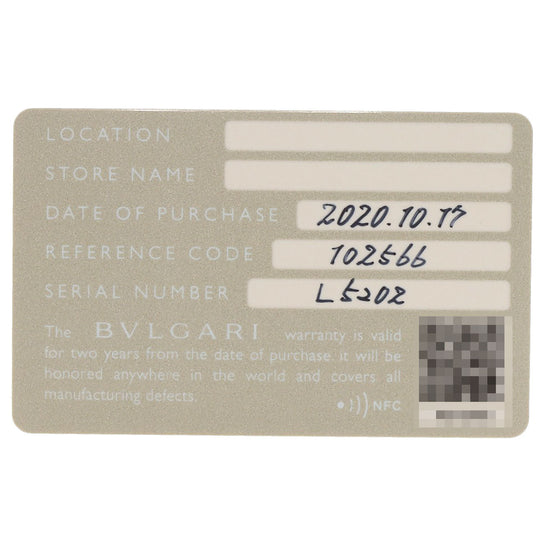 LOCATION
STORE NAME
DATE OF PURCHASE 2020.10.17
REFERENCE CODE 102566
SERIAL NUMBER L5202
The BVLGARI warranty is valid
for two years from the date of purchase. it will be
honored anywhere in the world and covers all
manufacturing defects.
NFC